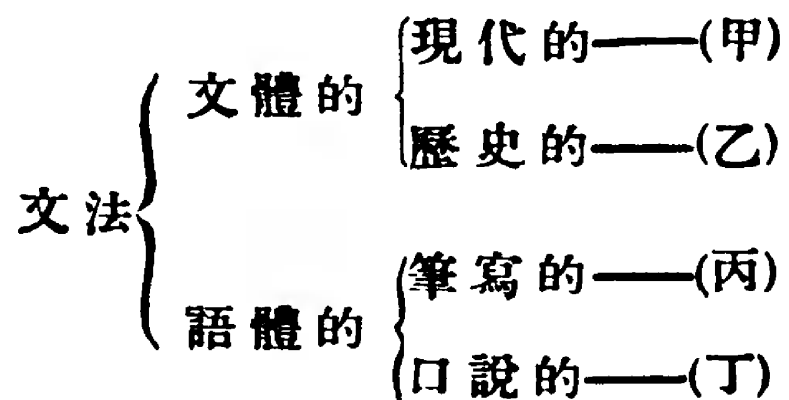 現代的——(甲)
文體的
歷史的——(乙)
文法
筆寫的——(丙)
語體的
口說的——(丁)